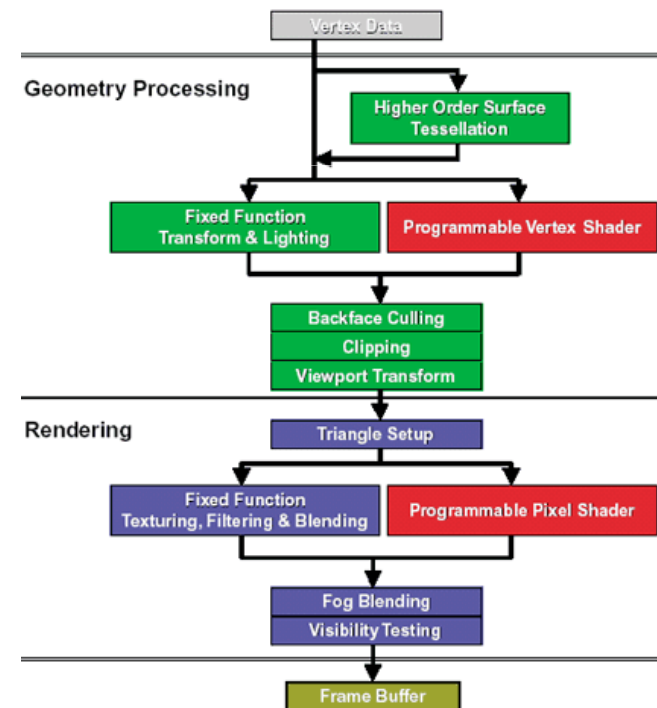 Vertex Data
Geometry Processing
Higher Order Surface
Tessellation
Fixed Function
Transform & Lighting
Programmable Vertex Shader
Backface Culling
Clipping
Viewport Transform
Rendering
Triangle Setup
Fixed Function
Texturing, Filtering & Blending
Programmable Pixel Shader
Fog Blending
Visibility Testing
Frame Buffer